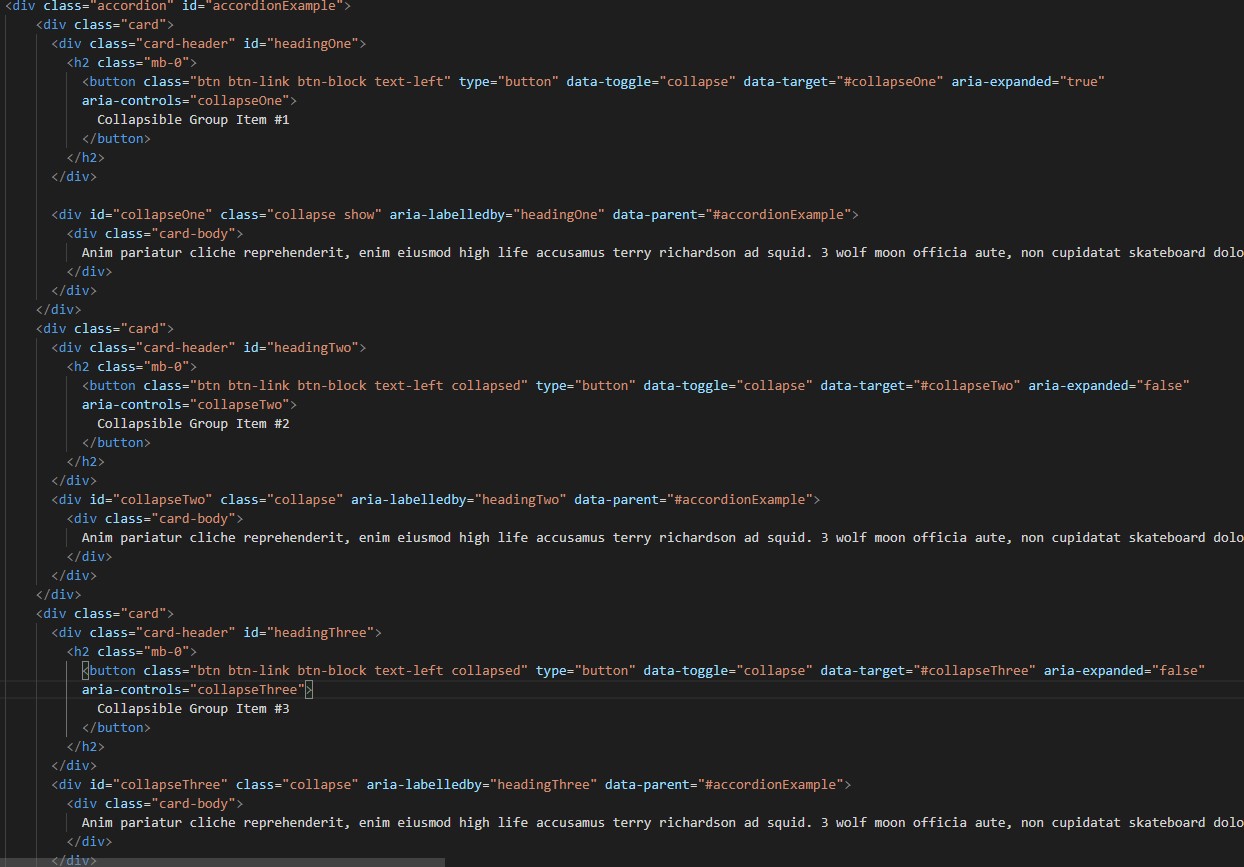 <div class="accordion" id="accordionExample">
<div class="card">
<div class="card-header" id="headingOne">
<h2 class="mb-0">
<button class="btn btn-link btn-block text-left" type="button" data-toggle="collapse" data-target="#collapseOne" aria-expanded="true"
aria-controls="collapseOne">
Collapsible Group Item #1
</button>
</h2>
</div>
<div id="collapseOne" class="collapse show" aria-labelledby="headingOne" data-parent="#accordionExample">
<div class="card-body">
Anim pariatur cliche reprehenderit, enim eiusmod high life accusamus terry richardson ad squid. 3 wolf moon officia aute, non cupidatat skateboard dolo
</div>
</div>
</div>
<div class="card">
<div class="card-header" id="headingTwo">
<h2 class="mb-0">
<button class="btn btn-link btn-block text-left collapsed" type="button" data-toggle="collapse" data-target="#collapseTwo" aria-expanded="false"
aria-controls="collapseTwo">
Collapsible Group Item #2
</button>
</h2>
</div>
<div id="collapseTwo" class="collapse" aria-labelledby="headingTwo" data-parent="#accordionExample">
<div class="card-body">
Anim pariatur cliche reprehenderit, enim eiusmod high life accusamus terry richardson ad squid. 3 wolf moon officia aute, non cupidatat skateboard dolo
</div>
</div>
</div>
<div class="card">
<div class="card-header" id="headingThree">
<h2 class="mb-0">
<button class="btn btn-link btn-block text-left collapsed" type="button" data-toggle="collapse" data-target="#collapseThree" aria-expanded="false"
aria-controls="collapseThree">
Collapsible Group Item #3
</button>
</h2>
</div>
<div id="collapseThree" class="collapse" aria-labelledby="headingThree" data-parent="#accordionExample">
<div class="card-body">
Anim pariatur cliche reprehenderit, enim eiusmod high life accusamus terry richardson ad squid. 3 wolf moon officia aute, non cupidatat skateboard dolo
</div>
</div>